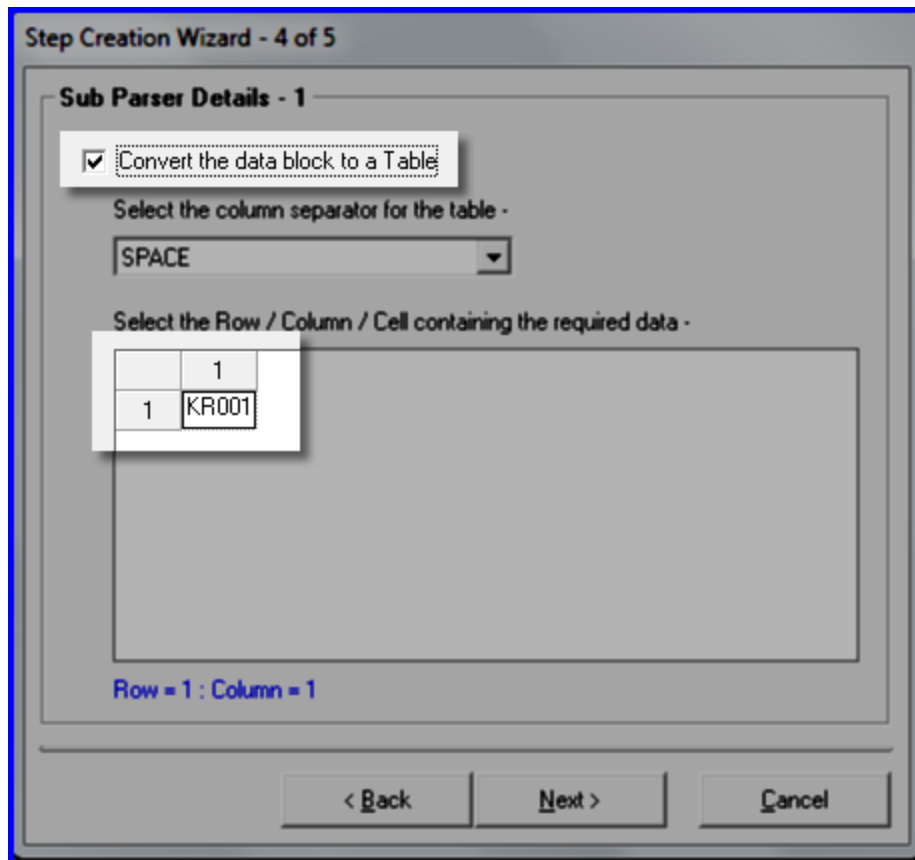 Step Creation Wizard - 4 of 5
Sub Parser Details - 1
Convert the data block to a Table
Select the column separator for the table -
SPACE
Select the Row / Column / Cell containing the required data -
1
1 KR001
Row = 1 : Column = 1
< Back Next > Cancel